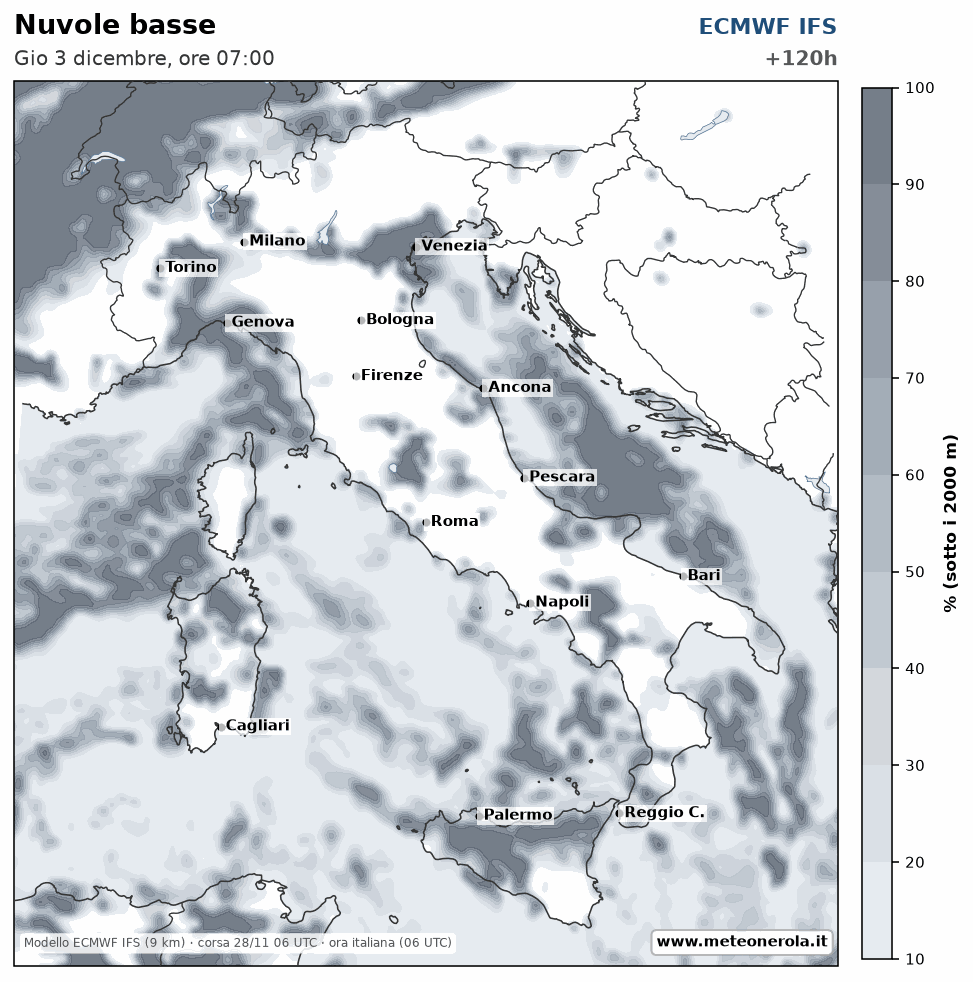 Nuvole basse
ECMWF IFS
Gio 3 dicembre, ore 07:00
+120h
100
90
80
70
60
50
40
30
20
10
% (sotto i 2000 m)
Milano
Venezia
Torino
Genova
Bologna
Firenze
Ancona
Pescara
Roma
Bari
Napoli
Cagliari
Palermo
Reggio C.
Modello ECMWF IFS (9 km) · corsa 28/11 06 UTC · ora italiana (06 UTC)
www.meteonerola.it